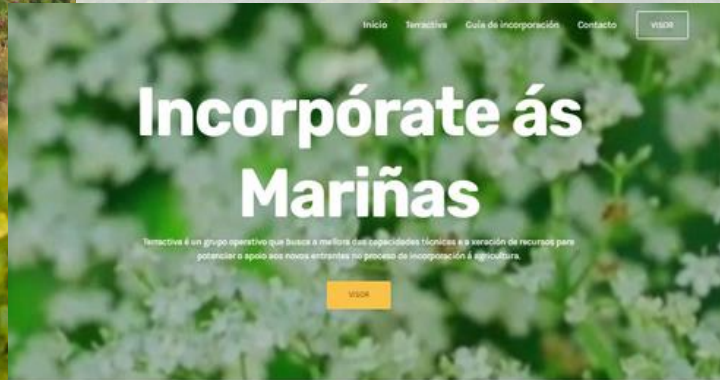 Inicio Terractiva Guía de incorporación Contacto VISOR
Incorpórate ás
Mariñas
Terractiva é un grupo operativo que busca a mellora das capacidades técnicas e a xeración de recursos para
potenciar o apoio aos novos entrantes no proceso de incorporación á agricultura.
VISOR